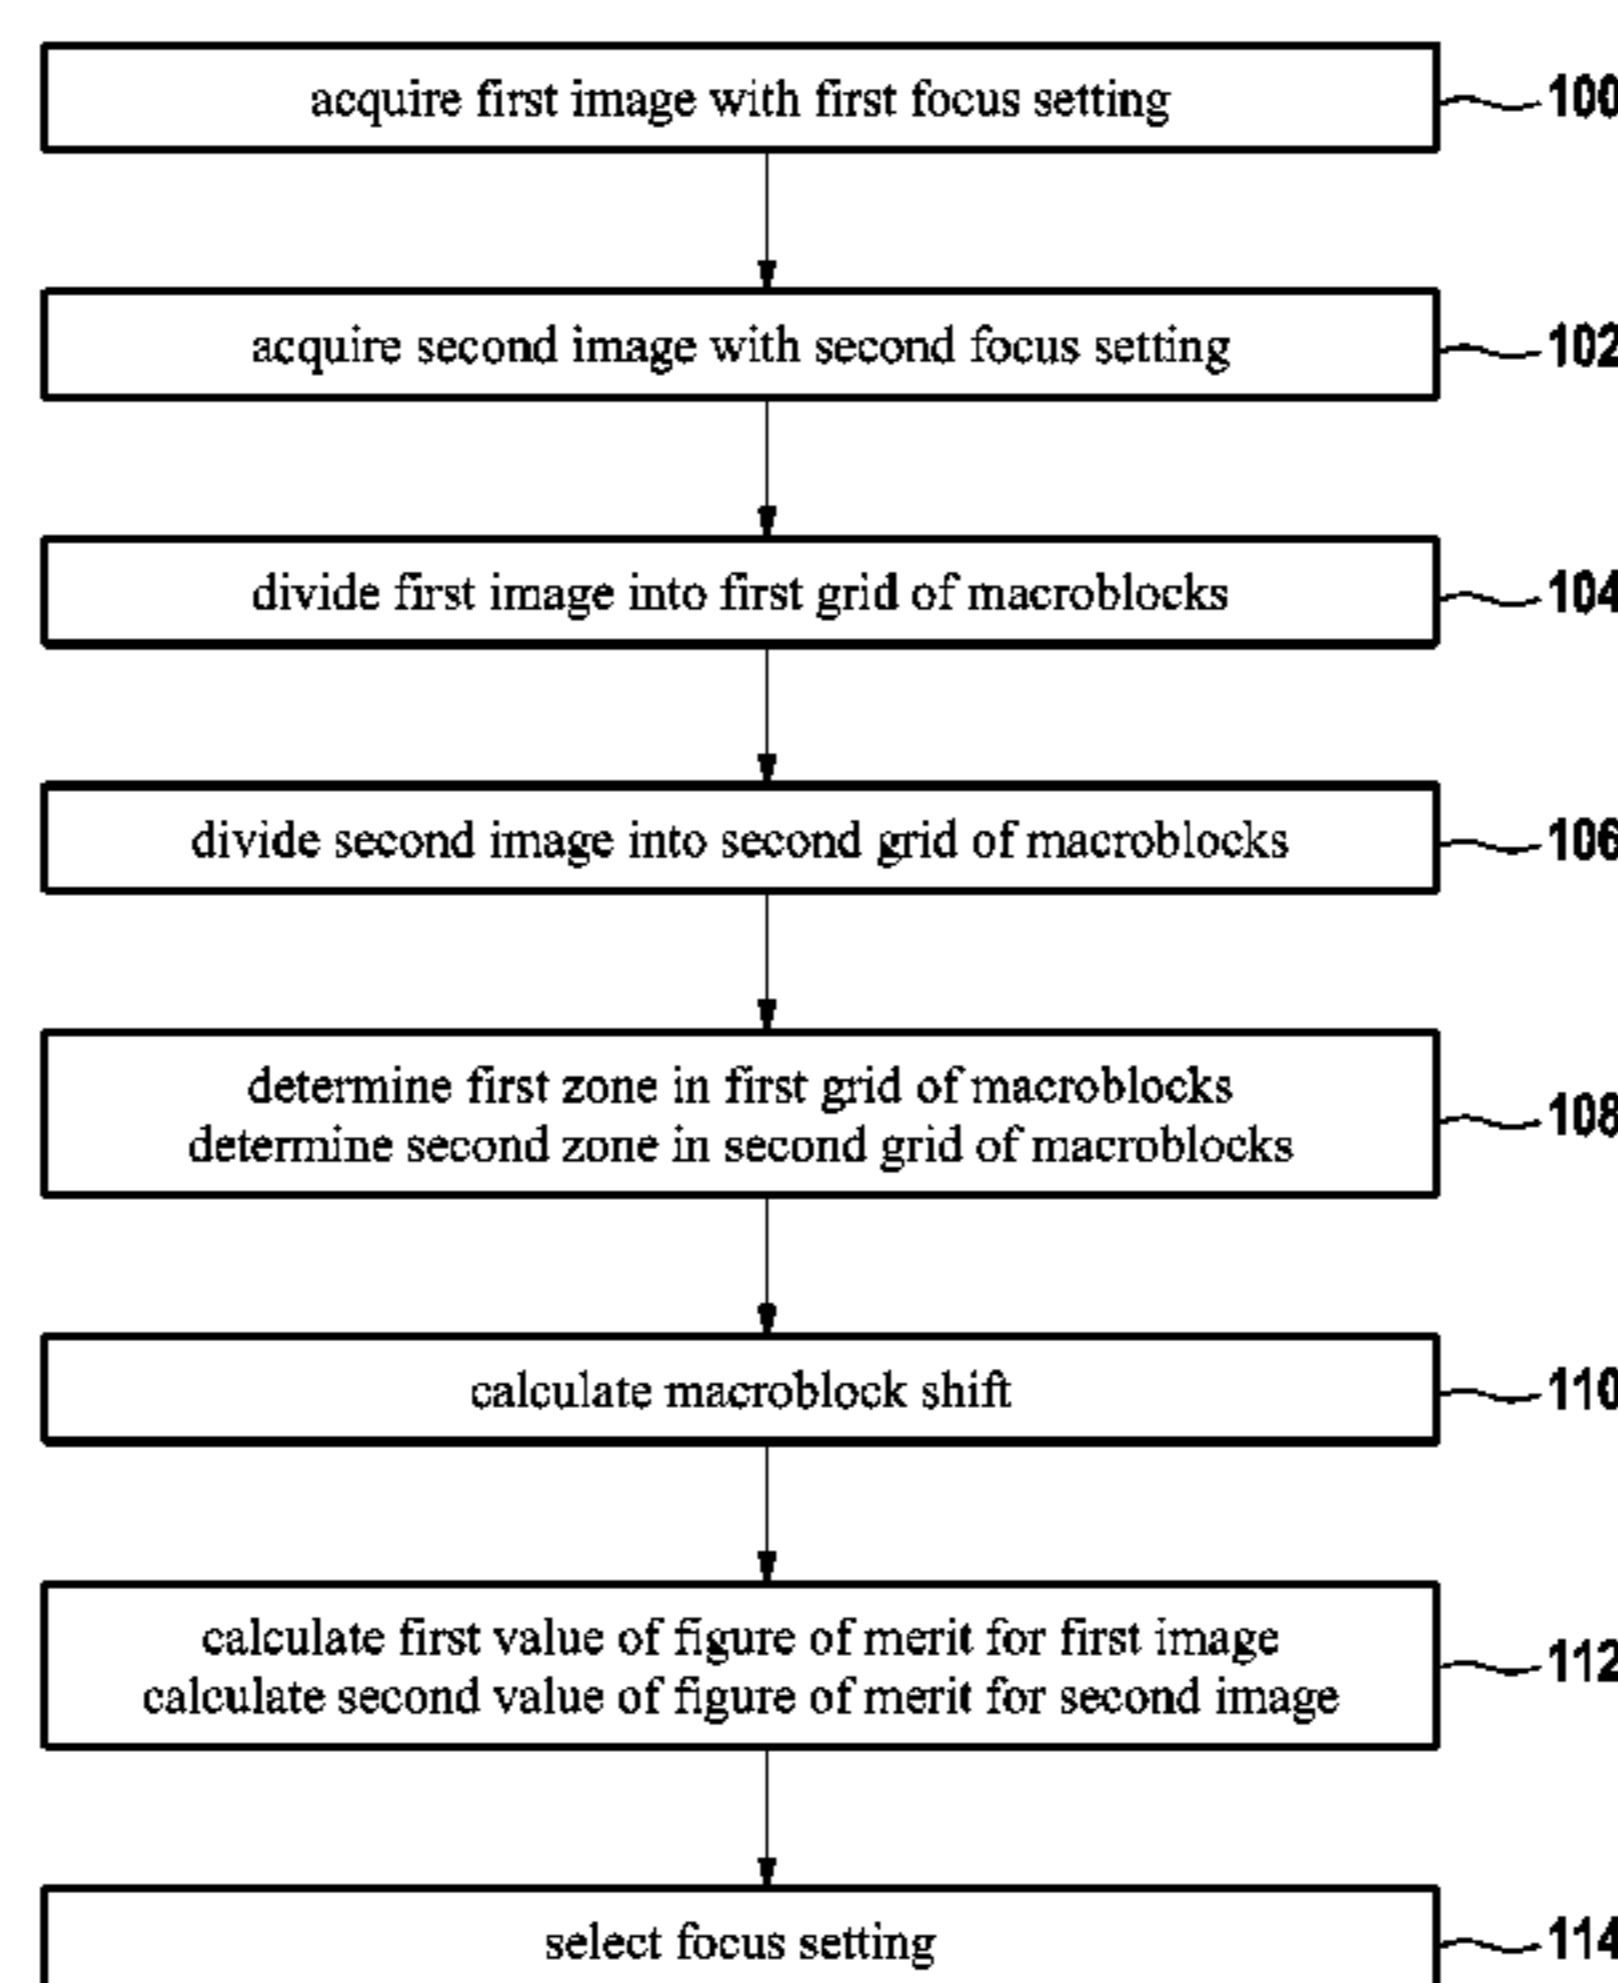 acquire first image with first focus setting 100
acquire second image with second focus setting 102
divide first image into first grid of macroblocks 104
divide second image into second grid of macroblocks 106
determine first zone in first grid of macroblocks
determine second zone in second grid of macroblocks 108
calculate macroblock shift 110
calculate first value of figure of merit for first image
calculate second value of figure of merit for second image 112
select focus setting 114